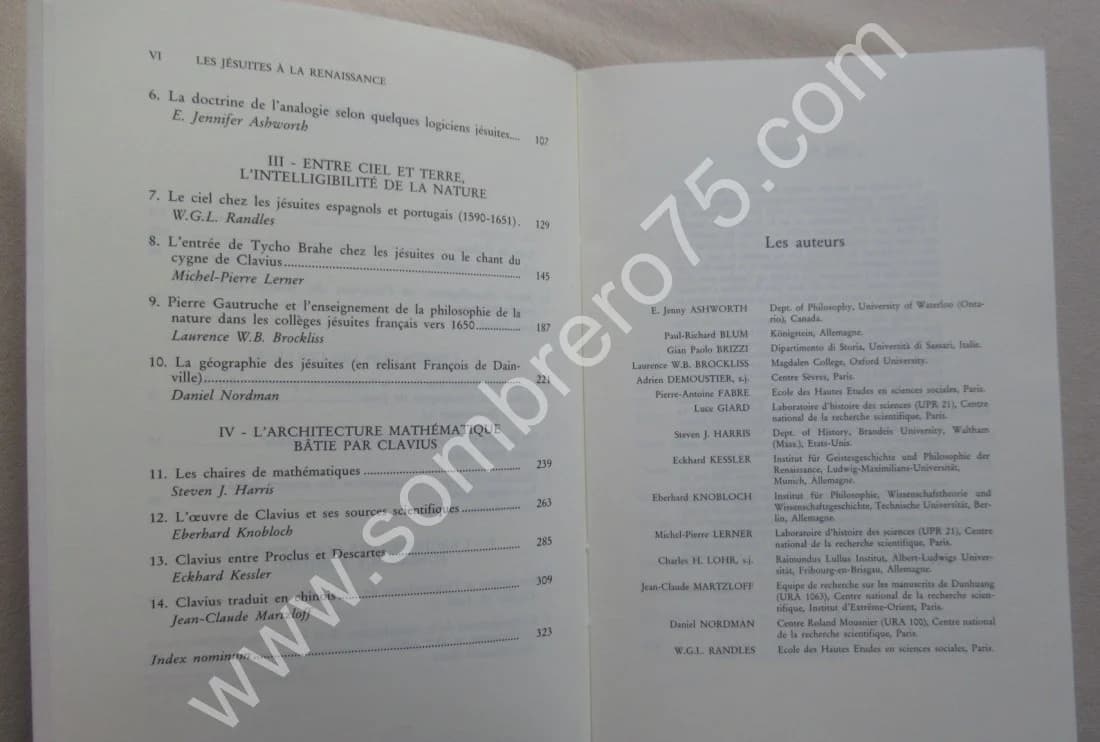 VI LES JÉSUITES À LA RENAISSANCE
6. La doctrine de l'analogie selon quelques logiciens jésuites.... 107
E. Jennifer Ashworth
III - ENTRE CIEL ET TERRE,
L'INTELLIGIBILITÉ DE LA NATURE
7. Le ciel chez les jésuites espagnols et portugais (1590-1651). 129
W.G.L. Randles
8. L'entrée de Tycho Brahe chez les jésuites ou le chant du
cygne de Clavius.......... 145
Michel-Pierre Lerner
9. Pierre Gautruche et l'enseignement de la philosophie de la
nature dans les collèges jésuites français vers 1650.......... 187
Laurence W.B. Brockliss
10. La géographie des jésuites (en relisant François de Dain-
ville).......... 221
Daniel Nordman
IV - L'ARCHITECTURE MATHÉMATIQUE
BÂTIE PAR CLAVIUS
11. Les chaires de mathématiques .......... 239
Steven J. Harris
12. L'œuvre de Clavius et ses sources scientifiques .......... 263
Eberhard Knobloch
13. Clavius entre Proclus et Descartes .......... 285
Eckhard Kessler
14. Clavius traduit en chinois .......... 309
Jean-Claude Martzloff
Index nominum .......... 323
Les auteurs
E. Jenny ASHWORTH Dept. of Philosophy, University of Waterloo (Onta-
rio), Canada.
Paul-Richard BLUM Königstein, Allemagne.
Gian Paolo BRIZZI Dipartimento di Storia, Università di Sassari, Italie.
Laurence W.B. BROCKLISS Magdalen College, Oxford University.
Adrien DEMOUSTIER, s.j. Centre Sèvres, Paris.
Pierre-Antoine FABRE Ecole des Hautes Etudes en sciences sociales, Paris.
Luce GIARD Laboratoire d'histoire des sciences (UPR 21), Centre
national de la recherche scientifique, Paris.
Steven J. HARRIS Dept. of History, Brandeis University, Waltham
(Mass.), Etats-Unis.
Eckhard KESSLER Institut für Geistesgeschichte und Philosophie der
Renaissance, Ludwig-Maximilians-Universität,
Munich, Allemagne.
Eberhard KNOBLOCH Institut für Philosophie, Wissenschaftstheorie und
Wissenschaftsgeschichte, Technische Universität, Ber-
lin, Allemagne.
Michel-Pierre LERNER Laboratoire d'histoire des sciences (UPR 21), Centre
national de la recherche scientifique, Paris.
Charles H. LOHR, s.j. Raimundus Lullus Institut, Albert-Ludwigs Univer-
sität, Fribourg-en-Brisgau, Allemagne.
Jean-Claude MARTZLOFF Equipe de recherche sur les manuscrits de Dunhuang
(URA 1063), Centre national de la recherche scien-
tifique, Institut d'Extrême-Orient, Paris.
Daniel NORDMAN Centre Roland Mousnier (URA 100), Centre national
de la recherche scientifique, Paris.
W.G.L. RANDLES Ecole des Hautes Etudes en sciences sociales, Paris.
www.sombrero75.com